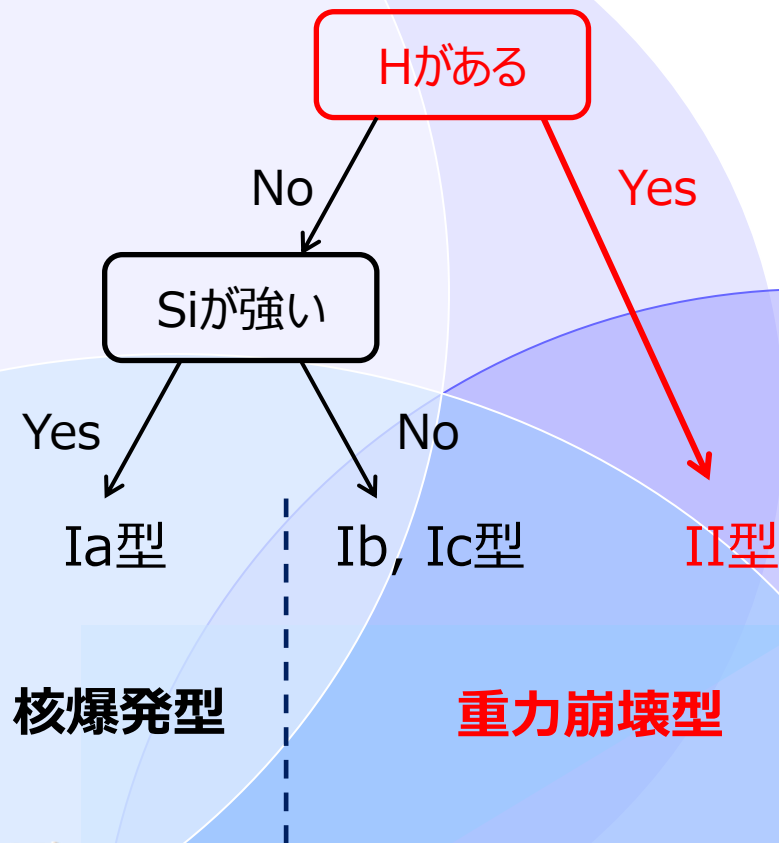 Hがある
No
Yes
Siが強い
Yes
No
Ia型
Ib, Ic型
II型
核爆発型
重力崩壊型